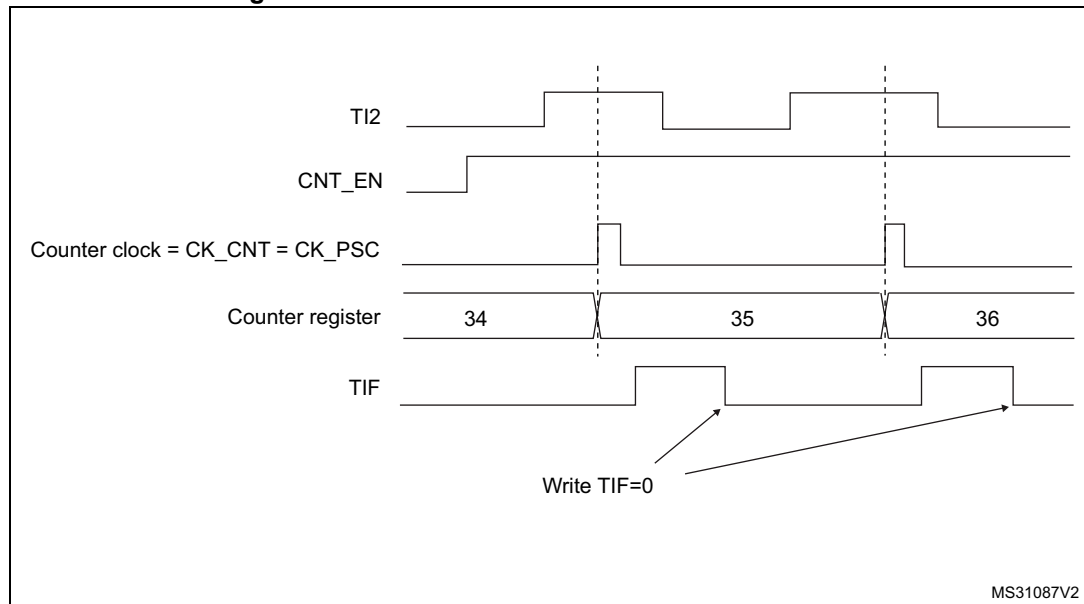 TI2
CNT_EN
Counter clock = CK_CNT = CK_PSC
Counter register 34 35 36
TIF
Write TIF=0
MS31087V2